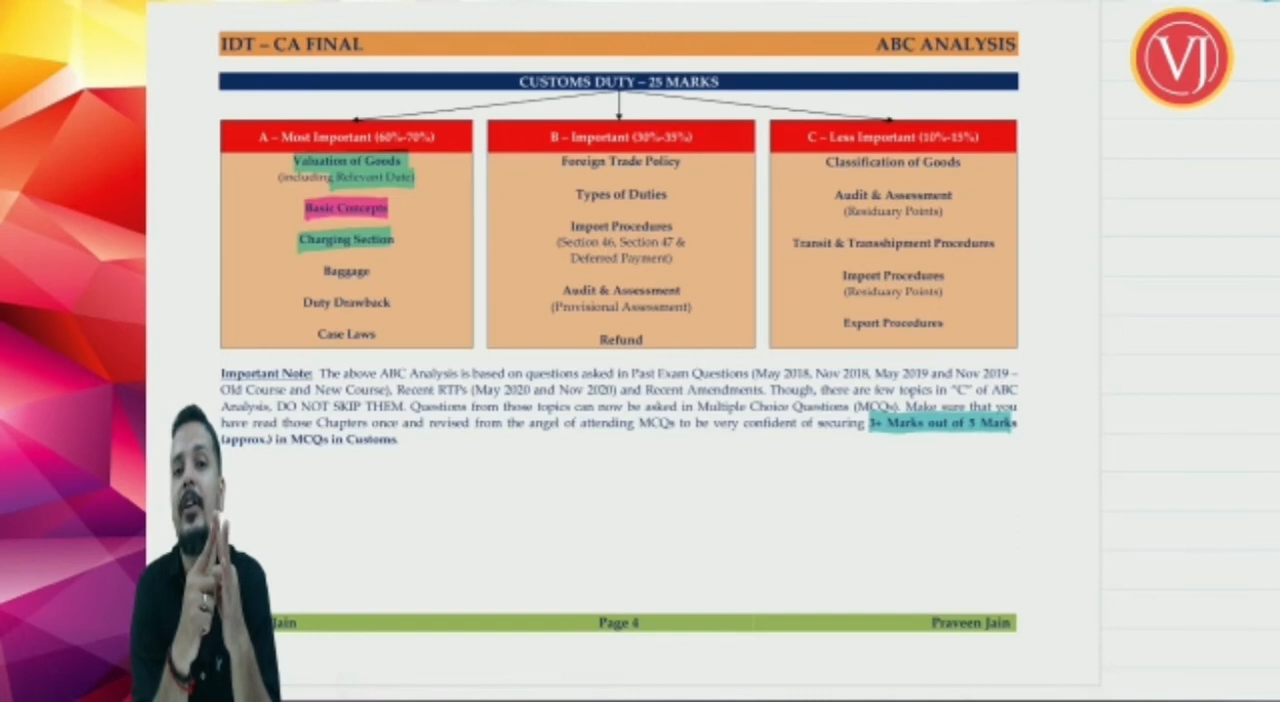 IDT – CA FINAL ABC ANALYSIS
VJ
CUSTOMS DUTY – 25 MARKS
A – Most Important (60%-70%)
Valuation of Goods
(including Relevant Date)
Basic Concepts
Charging Section
Baggage
Duty Drawback
Case Laws
B – Important (30%-35%)
Foreign Trade Policy
Types of Duties
Import Procedures
(Section 46, Section 47 &
Deferred Payment)
Audit & Assessment
(Provisional Assessment)
Refund
C – Less Important (10%-15%)
Classification of Goods
Audit & Assessment
(Residuary Points)
Transit & Transshipment Procedures
Import Procedures
(Residuary Points)
Export Procedures
Important Note: The above ABC Analysis is based on questions asked in Past Exam Questions (May 2018, Nov 2018, May 2019 and Nov 2019 –
Old Course and New Course), Recent RTPs (May 2020 and Nov 2020) and Recent Amendments. Though, there are few topics in "C" of ABC
Analysis, DO NOT SKIP THEM. Questions from those topics can now be asked in Multiple Choice Questions (MCQs). Make sure that you
have read those Chapters once and revised from the angel of attending MCQs to be very confident of securing 3+ Marks out of 5 Marks
(approx.) in MCQs in Customs.
Jain Page 4 Praveen Jain